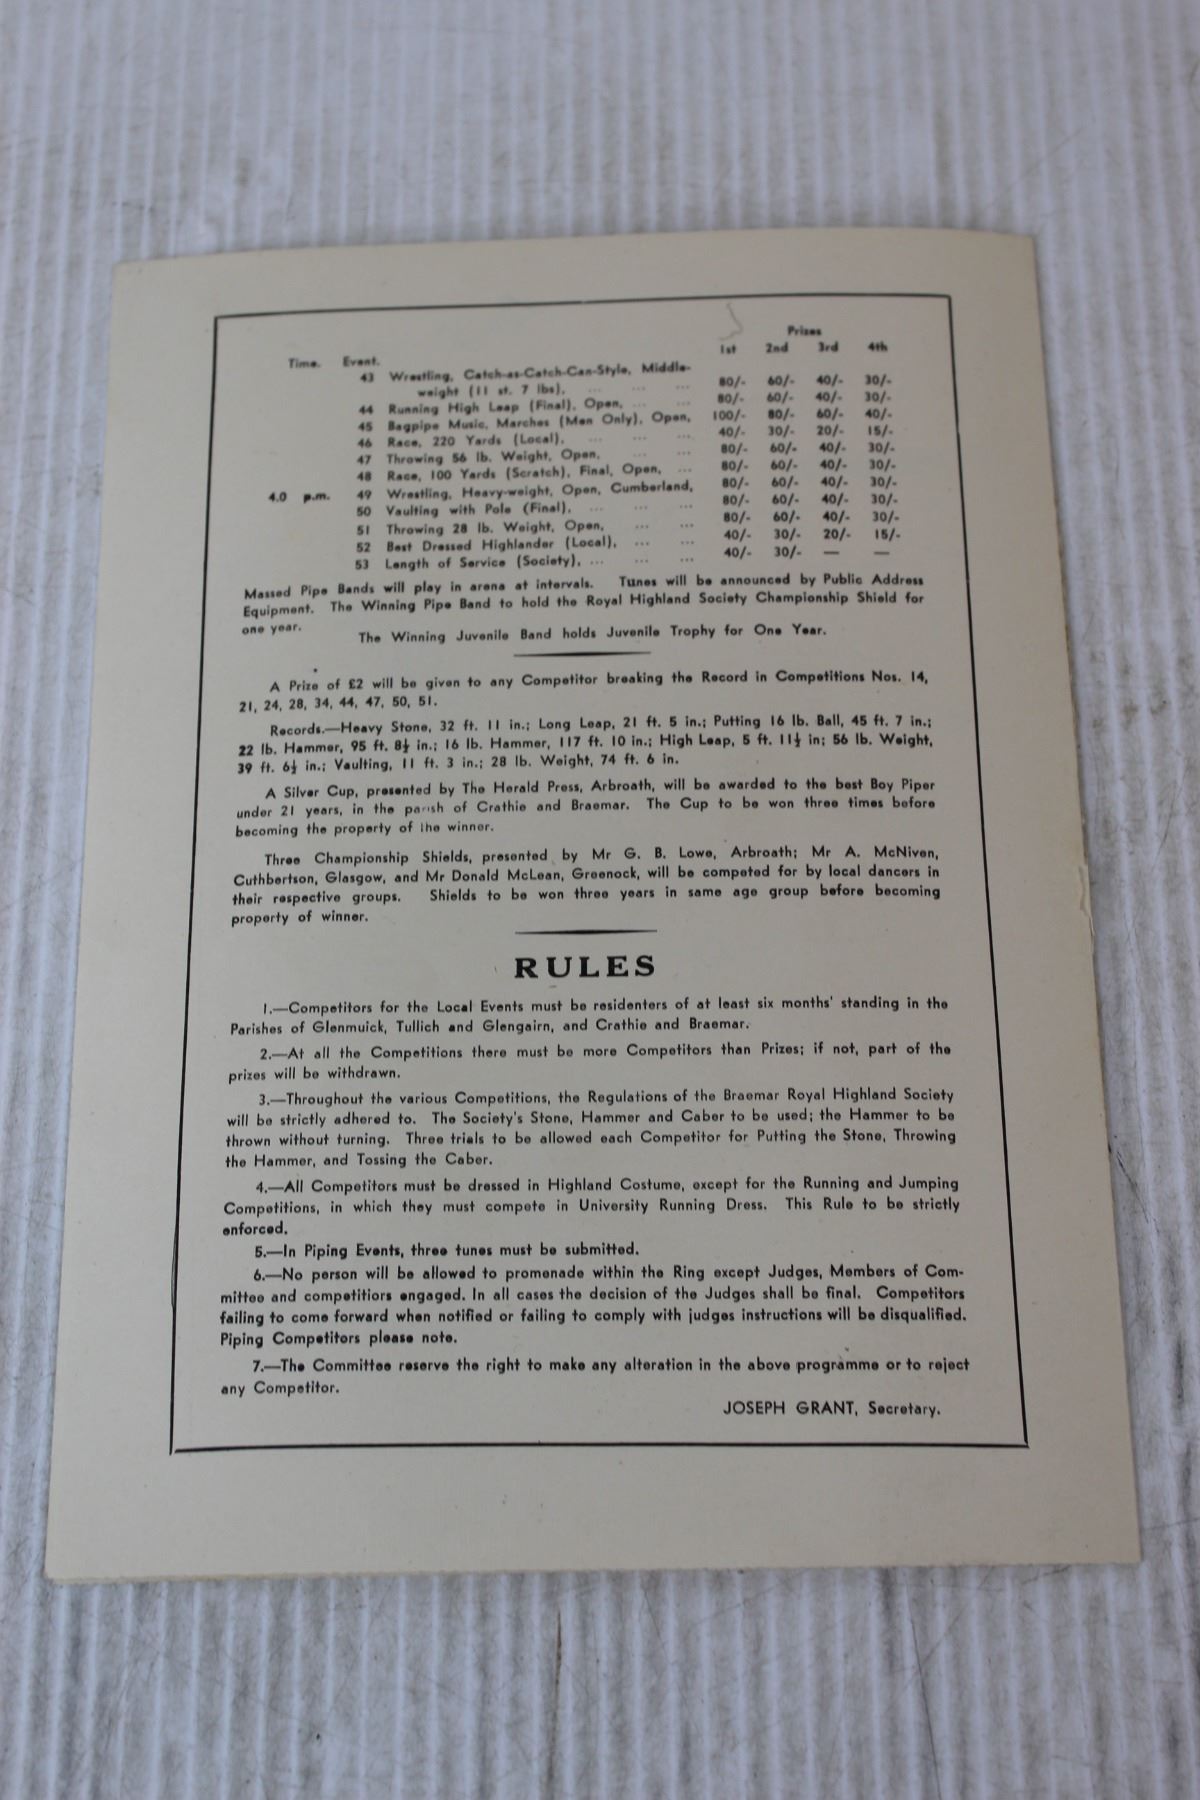 Prizes
Time. Event. 1st 2nd 3rd 4th
43 Wrestling, Catch-as-Catch-Can-Style, Middle-
weight (11 st. 7 lbs), ... ... ... 80/- 60/- 40/- 30/-
44 Running High Leap (Final), Open, ... ... 80/- 60/- 40/- 30/-
45 Bagpipe Music, Marches (Men Only), Open, 100/- 80/- 60/- 40/-
46 Race, 220 Yards (Local), ... ... ... 40/- 30/- 20/- 15/-
47 Throwing 56 lb. Weight, Open, ... ... 80/- 60/- 40/- 30/-
48 Race, 100 Yards (Scratch), Final, Open, ... 80/- 60/- 40/- 30/-
4.0 p.m. 49 Wrestling, Heavy-weight, Open, Cumberland, 80/- 60/- 40/- 30/-
50 Vaulting with Pole (Final), ... ... ... 80/- 60/- 40/- 30/-
51 Throwing 28 lb. Weight, Open, ... ... 80/- 60/- 40/- 30/-
52 Best Dressed Highlander (Local), ... ... 40/- 30/- 20/- 15/-
53 Length of Service (Society), ... ... ... 40/- 30/- — —
Massed Pipe Bands will play in arena at intervals. Tunes will be announced by Public Address
Equipment. The Winning Pipe Band to hold the Royal Highland Society Championship Shield for
one year.
The Winning Juvenile Band holds Juvenile Trophy for One Year.
A Prize of £2 will be given to any Competitor breaking the Record in Competitions Nos. 14,
21, 24, 28, 34, 44, 47, 50, 51.
Records.—Heavy Stone, 32 ft. 11 in.; Long Leap, 21 ft. 5 in.; Putting 16 lb. Ball, 45 ft. 7 in.;
22 lb. Hammer, 95 ft. 8½ in.; 16 lb. Hammer, 117 ft. 10 in.; High Leap, 5 ft. 11½ in; 56 lb. Weight,
39 ft. 6½ in.; Vaulting, 11 ft. 3 in.; 28 lb. Weight, 74 ft. 6 in.
A Silver Cup, presented by The Herald Press, Arbroath, will be awarded to the best Boy Piper
under 21 years, in the parish of Crathie and Braemar. The Cup to be won three times before
becoming the property of the winner.
Three Championship Shields, presented by Mr G. B. Lowe, Arbroath; Mr A. McNiven,
Cuthbertson, Glasgow, and Mr Donald McLean, Greenock, will be competed for by local dancers in
their respective groups. Shields to be won three years in same age group before becoming
property of winner.
RULES
1.—Competitors for the Local Events must be residenters of at least six months' standing in the
Parishes of Glenmuick, Tullich and Glengairn, and Crathie and Braemar.
2.—At all the Competitions there must be more Competitors than Prizes; if not, part of the
prizes will be withdrawn.
3.—Throughout the various Competitions, the Regulations of the Braemar Royal Highland Society
will be strictly adhered to. The Society's Stone, Hammer and Caber to be used; the Hammer to be
thrown without turning. Three trials to be allowed each Competitor for Putting the Stone, Throwing
the Hammer, and Tossing the Caber.
4.—All Competitors must be dressed in Highland Costume, except for the Running and Jumping
Competitions, in which they must compete in University Running Dress. This Rule to be strictly
enforced.
5.—In Piping Events, three tunes must be submitted.
6.—No person will be allowed to promenade within the Ring except Judges, Members of Com-
mittee and competitiors engaged. In all cases the decision of the Judges shall be final. Competitors
failing to come forward when notified or failing to comply with judges instructions will be disqualified.
Piping Competitors please note.
7.—The Committee reserve the right to make any alteration in the above programme or to reject
any Competitor.
JOSEPH GRANT, Secretary.